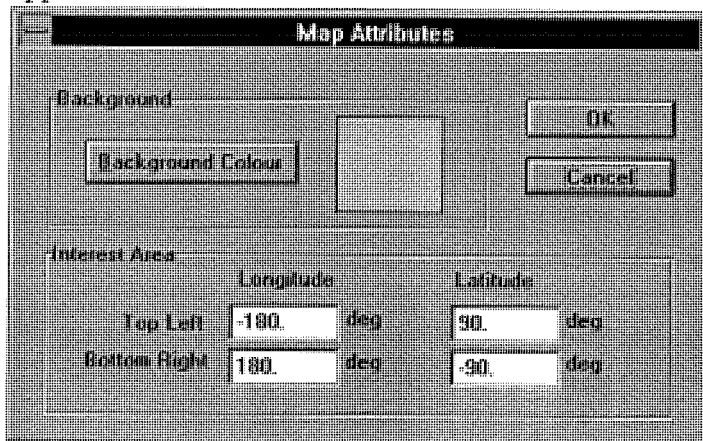 Map Attributes
Background
Background Colour
OK
Cancel
Interest Area
Longitude Latitude
Top Left -180. deg 90. deg
Bottom Right 180. deg -90. deg